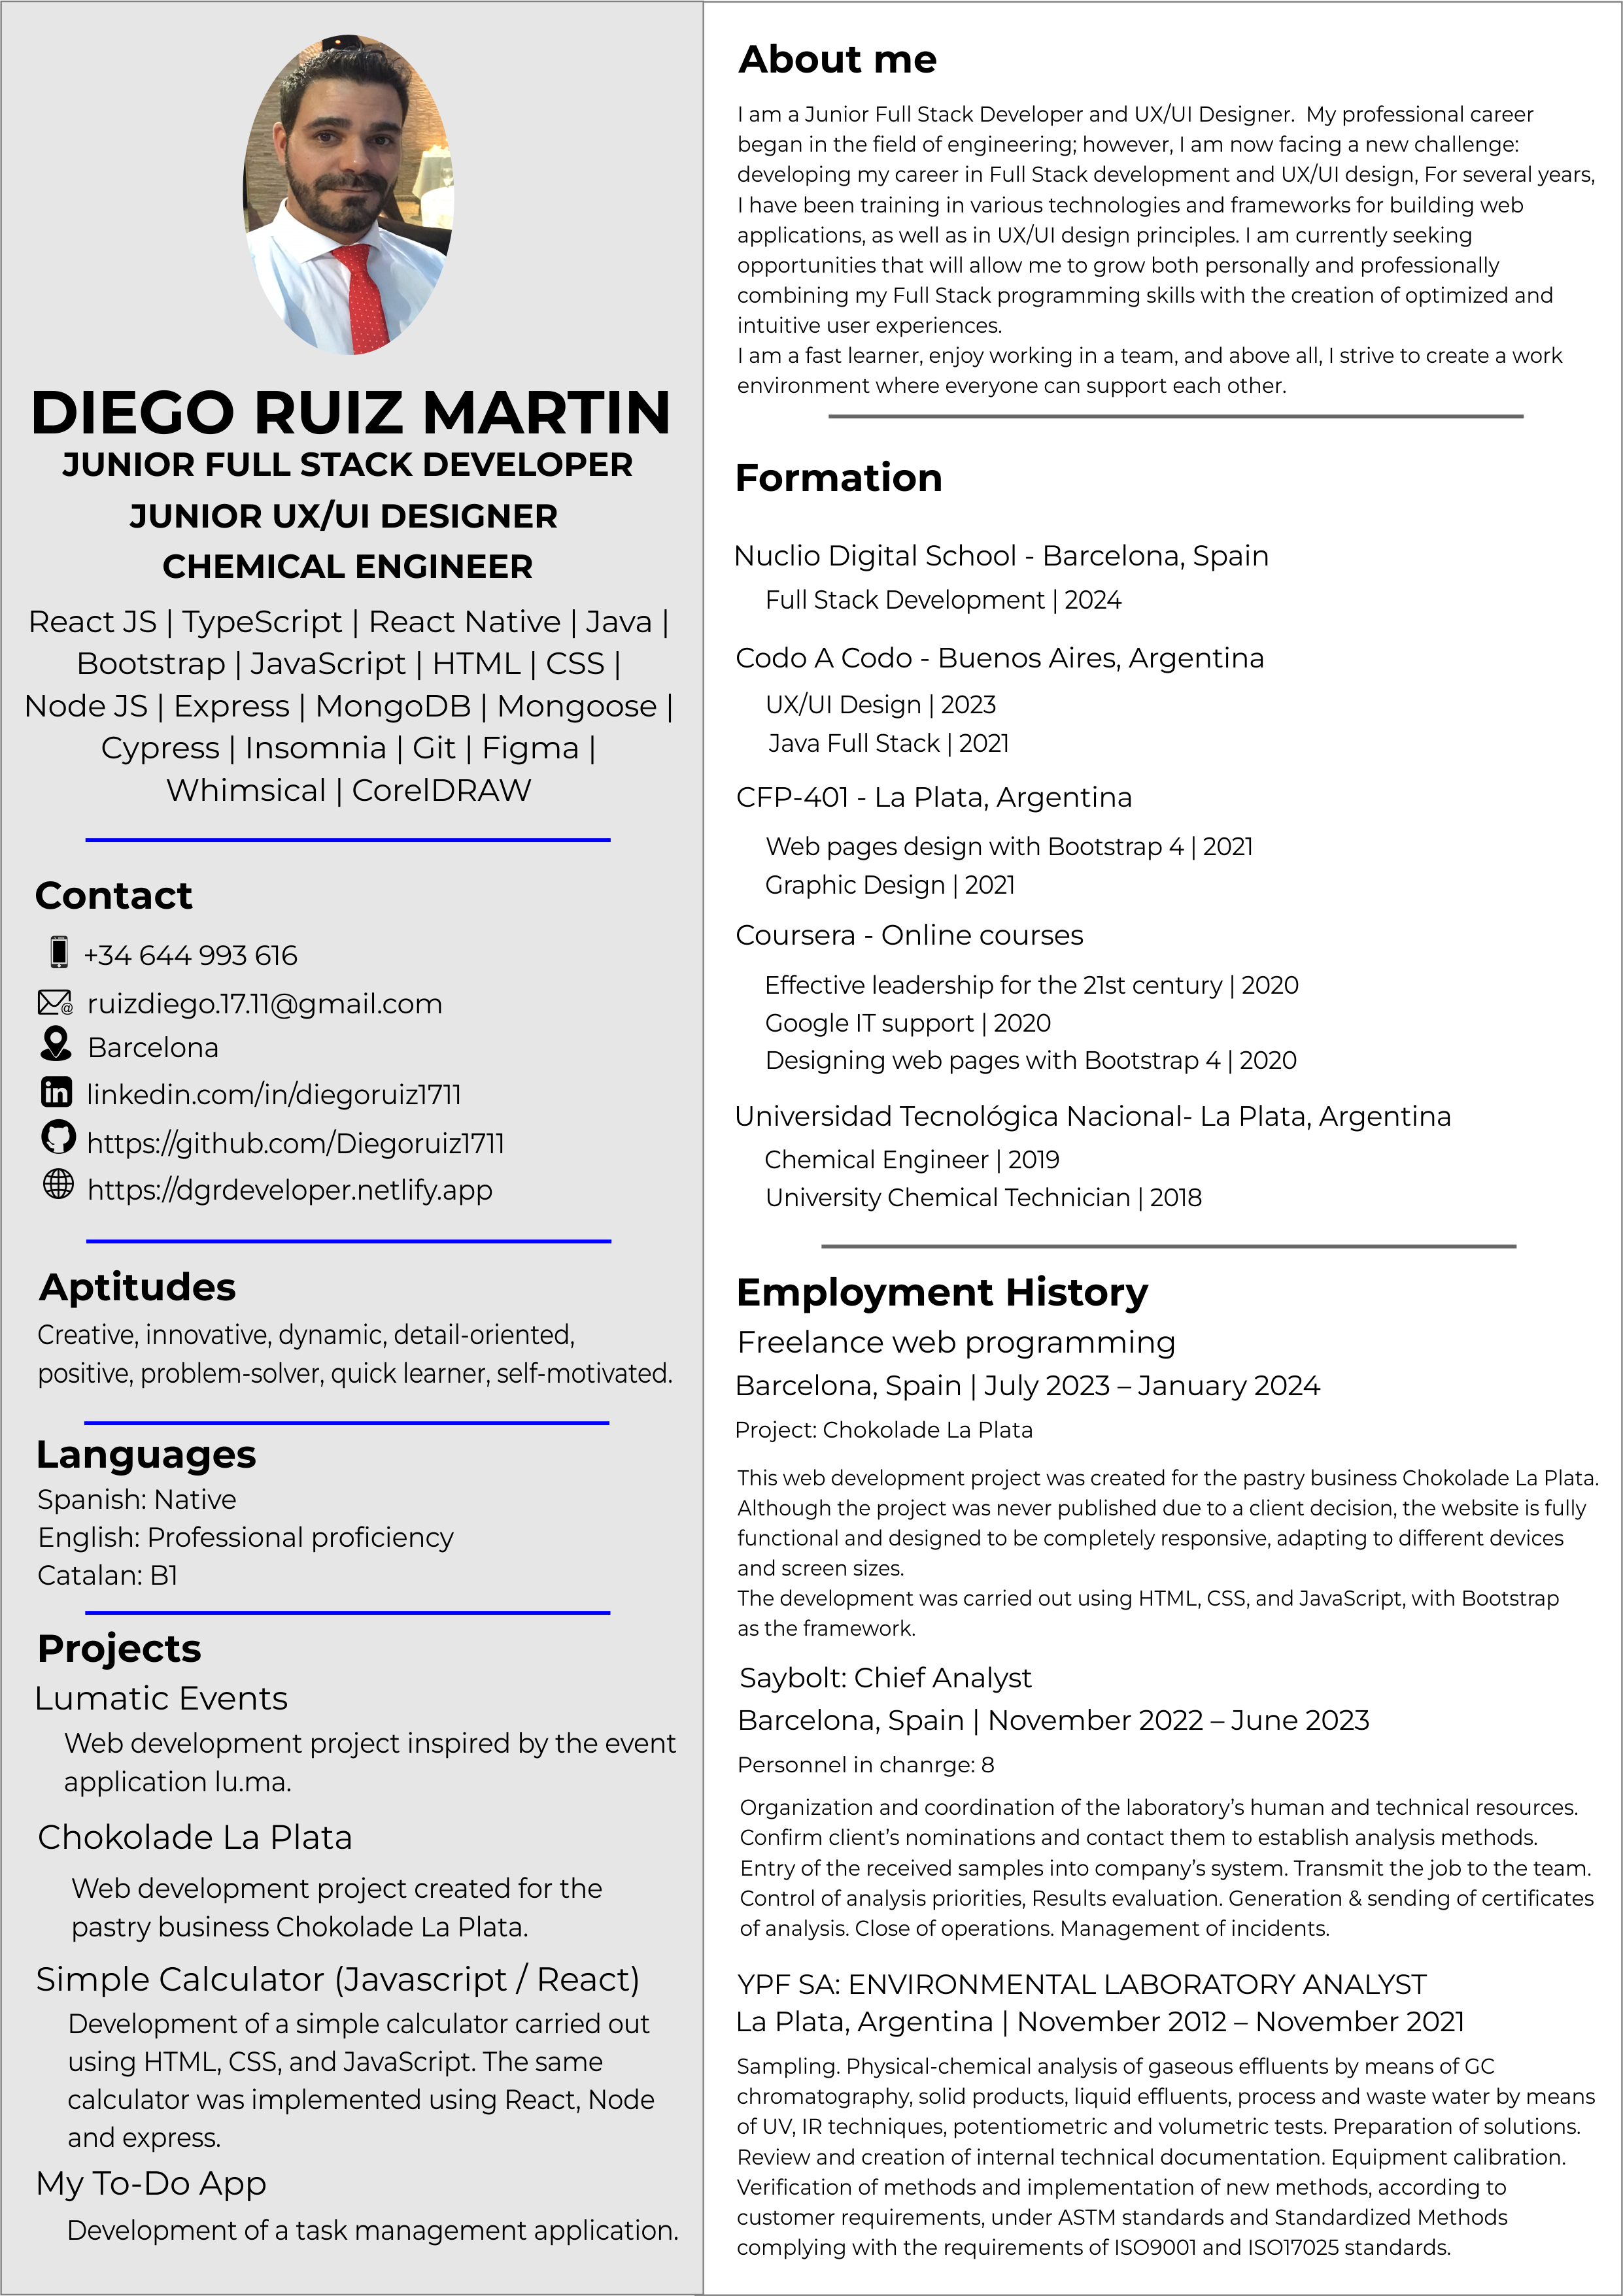 DIEGO RUIZ MARTIN
JUNIOR FULL STACK DEVELOPER
JUNIOR UX/UI DESIGNER
CHEMICAL ENGINEER
React JS | TypeScript | React Native | Java |
Bootstrap | JavaScript | HTML | CSS |
Node JS | Express | MongoDB | Mongoose |
Cypress | Insomnia | Git | Figma |
Whimsical | CorelDRAW
Contact
+34 644 993 616
ruizdiego.17.11@gmail.com
Barcelona
linkedin.com/in/diegoruiz1711
https://github.com/Diegoruiz1711
https://dgrdeveloper.netlify.app
Aptitudes
Creative, innovative, dynamic, detail-oriented,
positive, problem-solver, quick learner, self-motivated.
Languages
Spanish: Native
English: Professional proficiency
Catalan: B1
Projects
Lumatic Events
Web development project inspired by the event
application lu.ma.
Chokolade La Plata
Web development project created for the
pastry business Chokolade La Plata.
Simple Calculator (Javascript / React)
Development of a simple calculator carried out
using HTML, CSS, and JavaScript. The same
calculator was implemented using React, Node
and express.
My To-Do App
Development of a task management application.
About me
I am a Junior Full Stack Developer and UX/UI Designer.  My professional career
began in the field of engineering; however, I am now facing a new challenge:
developing my career in Full Stack development and UX/UI design, For several years,
I have been training in various technologies and frameworks for building web
applications, as well as in UX/UI design principles. I am currently seeking
opportunities that will allow me to grow both personally and professionally
combining my Full Stack programming skills with the creation of optimized and
intuitive user experiences.
I am a fast learner, enjoy working in a team, and above all, I strive to create a work
environment where everyone can support each other.
Formation
Nuclio Digital School - Barcelona, Spain
Full Stack Development | 2024
Codo A Codo - Buenos Aires, Argentina
UX/UI Design | 2023
Java Full Stack | 2021
CFP-401 - La Plata, Argentina
Web pages design with Bootstrap 4 | 2021
Graphic Design | 2021
Coursera - Online courses
Effective leadership for the 21st century | 2020
Google IT support | 2020
Designing web pages with Bootstrap 4 | 2020
Universidad Tecnológica Nacional- La Plata, Argentina
Chemical Engineer | 2019
University Chemical Technician | 2018
Employment History
Freelance web programming
Barcelona, Spain | July 2023 – January 2024
Project: Chokolade La Plata
This web development project was created for the pastry business Chokolade La Plata.
Although the project was never published due to a client decision, the website is fully
functional and designed to be completely responsive, adapting to different devices
and screen sizes.
The development was carried out using HTML, CSS, and JavaScript, with Bootstrap
as the framework.
Saybolt: Chief Analyst
Barcelona, Spain | November 2022 – June 2023
Personnel in chanrge: 8
Organization and coordination of the laboratory’s human and technical resources.
Confirm client’s nominations and contact them to establish analysis methods.
Entry of the received samples into company’s system. Transmit the job to the team.
Control of analysis priorities, Results evaluation. Generation & sending of certificates
of analysis. Close of operations. Management of incidents.
YPF SA: ENVIRONMENTAL LABORATORY ANALYST
La Plata, Argentina | November 2012 – November 2021
Sampling. Physical-chemical analysis of gaseous effluents by means of GC
chromatography, solid products, liquid effluents, process and waste water by means
of UV, IR techniques, potentiometric and volumetric tests. Preparation of solutions.
Review and creation of internal technical documentation. Equipment calibration.
Verification of methods and implementation of new methods, according to
customer requirements, under ASTM standards and Standardized Methods
complying with the requirements of ISO9001 and ISO17025 standards.